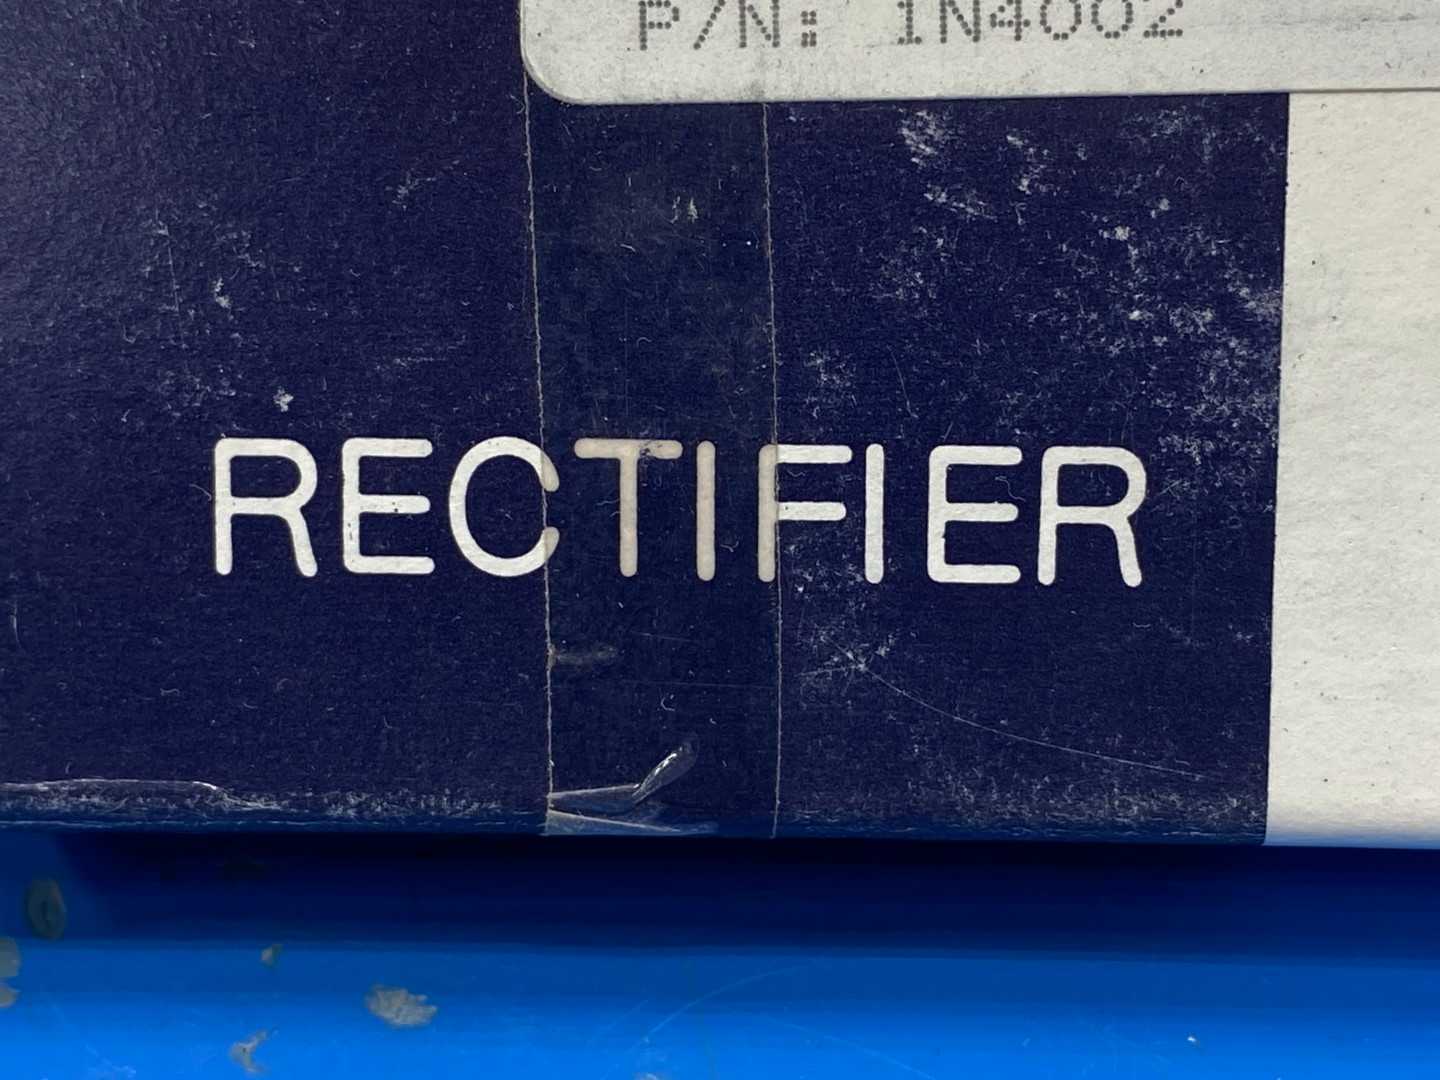 P/N: 1N4002
RECTIFIER